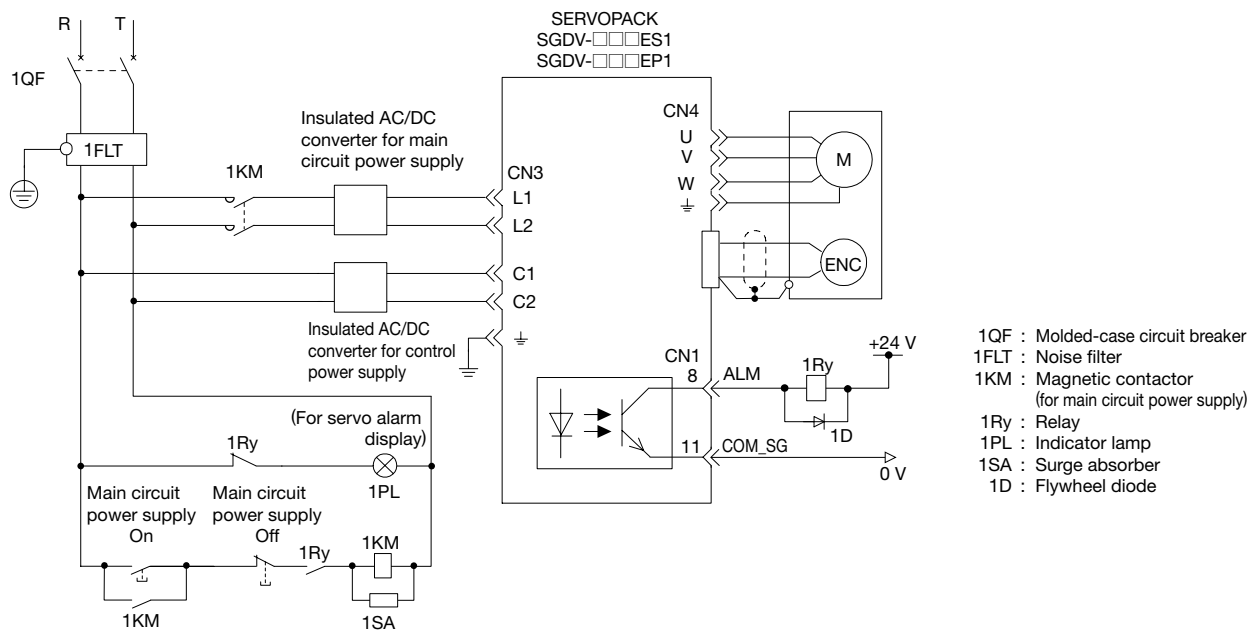 R T
SERVOPACK
SGDV-□□□ES1
SGDV-□□□EP1
1QF
CN4
Insulated AC/DC
converter for main
circuit power supply
U
1FLT
V
M
1KM
CN3
W
L1
L2
ENC
C1
C2
Insulated AC/DC
converter for control
power supply
CN1
+24 V
8 ALM
1Ry
1D
11 COM_SG
0 V
(For servo alarm
display)
1Ry
1PL
Main circuit
power supply
On
Main circuit
power supply
Off
1Ry
1KM
1KM
1SA
1QF : Molded-case circuit breaker
1FLT : Noise filter
1KM : Magnetic contactor
(for main circuit power supply)
1Ry : Relay
1PL : Indicator lamp
1SA : Surge absorber
1D : Flywheel diode